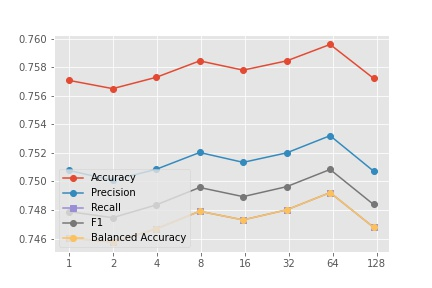 0.760
0.758
0.756
0.754
0.752
0.750
0.748
0.746
Accuracy
Precision
Recall
F1
Balanced Accuracy
1 2 4 8 16 32 64 128